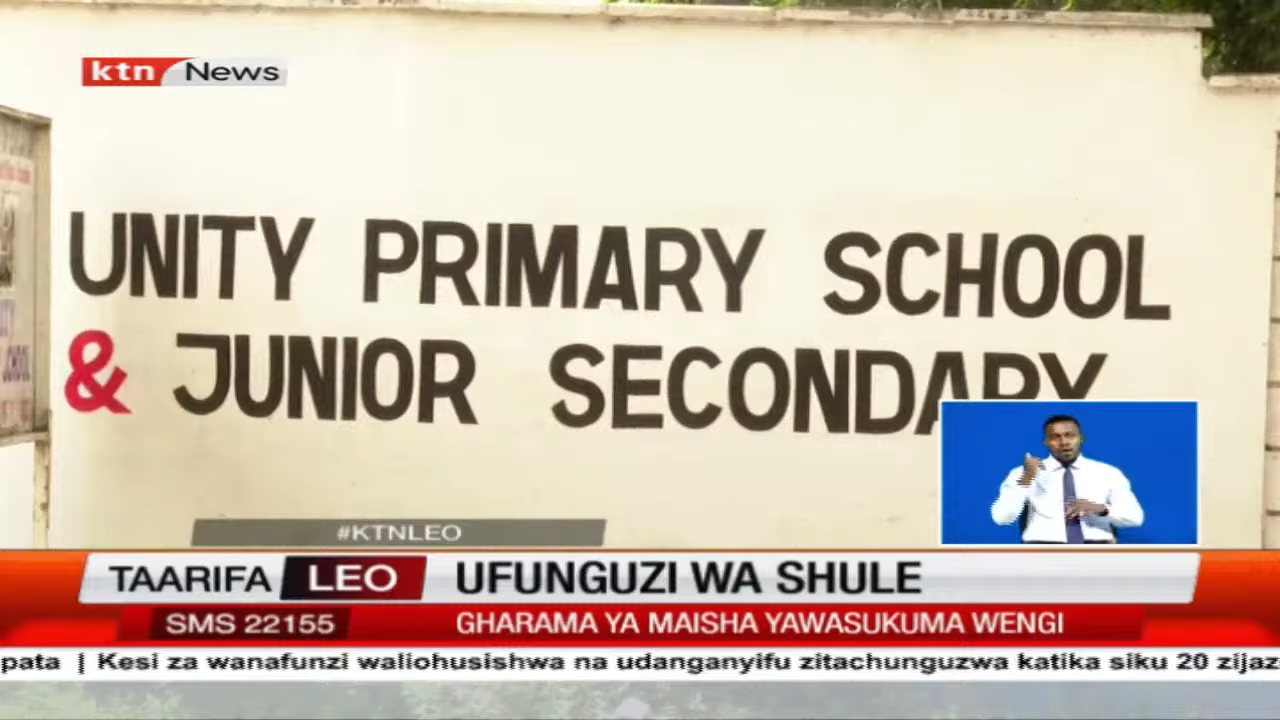 ktn News
UNITY PRIMARY SCHOOL
& JUNIOR SECONDARY
#KTNLEO
TAARIFA LEO UFUNGUZI WA SHULE
SMS 22155 GHARAMA YA MAISHA YAWASUKUMA WENGI
pata | Kesi za wanafunzi waliohusishwa na udanganyifu zitachunguzwa katika siku 20 zijaz